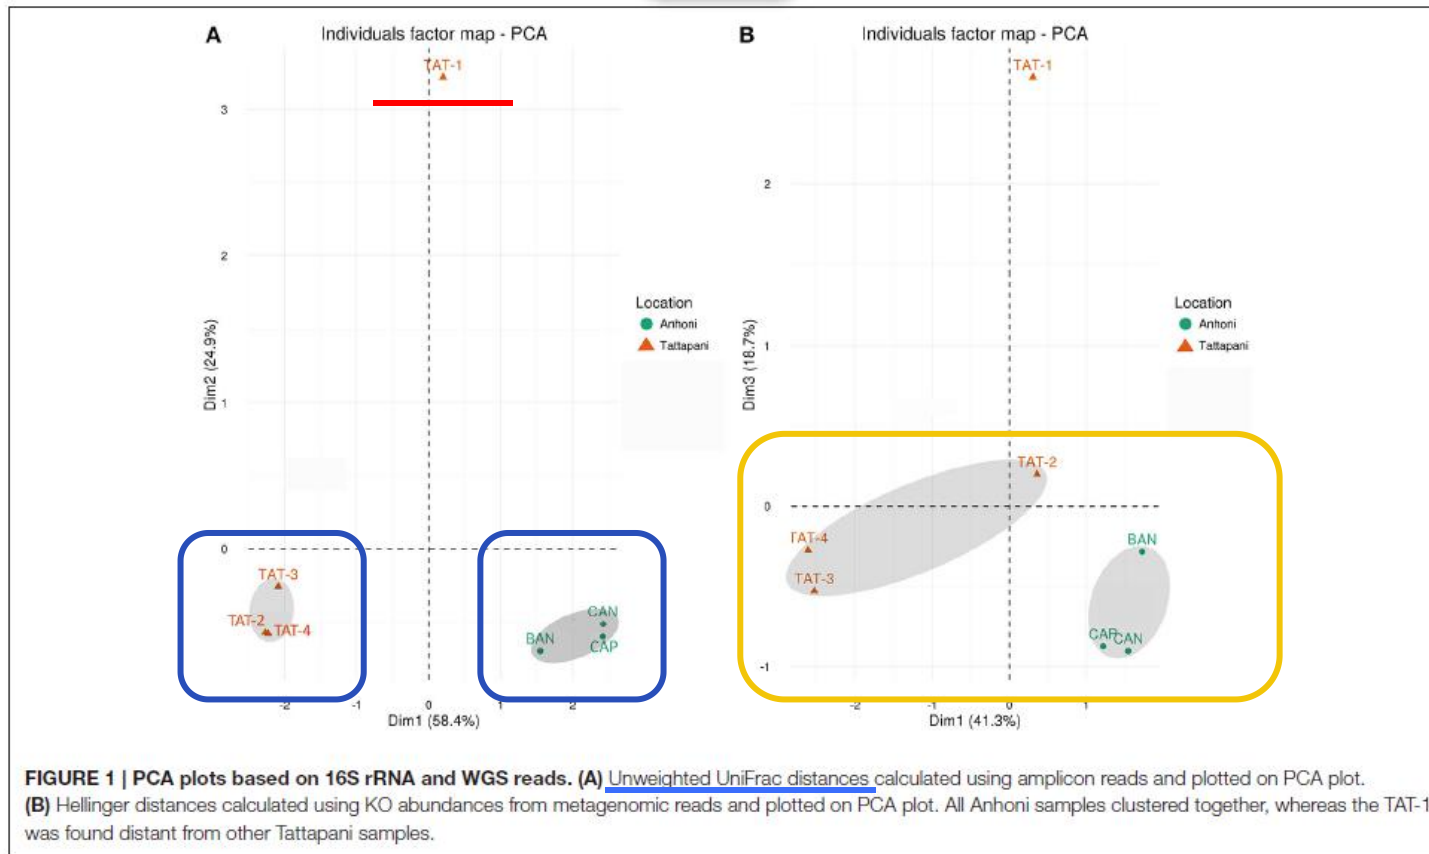 A
Individuals factor map - PCA
TAT-1
3
2
1
0
Dim2 (24.9%)
TAT-3
TAT-2
TAT-4
CAN
BAN
CAP
-2
-1
0
1
2
Dim1 (58.4%)
Location
Anhoni
Tattapani
B
Individuals factor map - PCA
TAT-1
2
1
0
-1
Dim3 (18.7%)
TAT-2
TAT-4
TAT-3
BAN
CAP
CAN
-2
-1
0
1
Dim1 (41.3%)
Location
Anhoni
Tattapani
FIGURE 1 | PCA plots based on 16S rRNA and WGS reads. (A) Unweighted UniFrac distances calculated using amplicon reads and plotted on PCA plot.
(B) Hellinger distances calculated using KO abundances from metagenomic reads and plotted on PCA plot. All Anhoni samples clustered together, whereas the TAT-1
was found distant from other Tattapani samples.